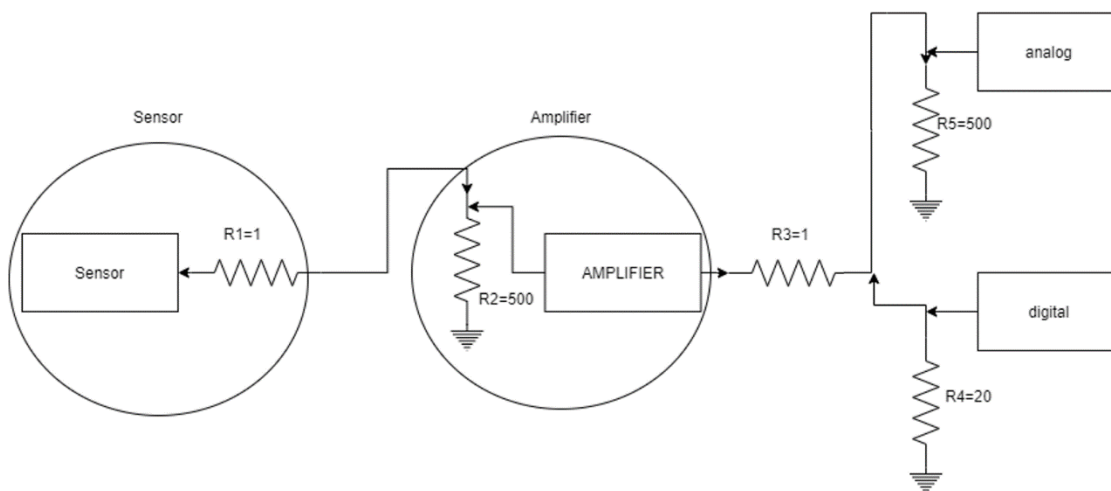 analog
R5=500
Sensor
Amplifier
R1=1
Sensor
R2=500
AMPLIFIER
R3=1
digital
R4=20